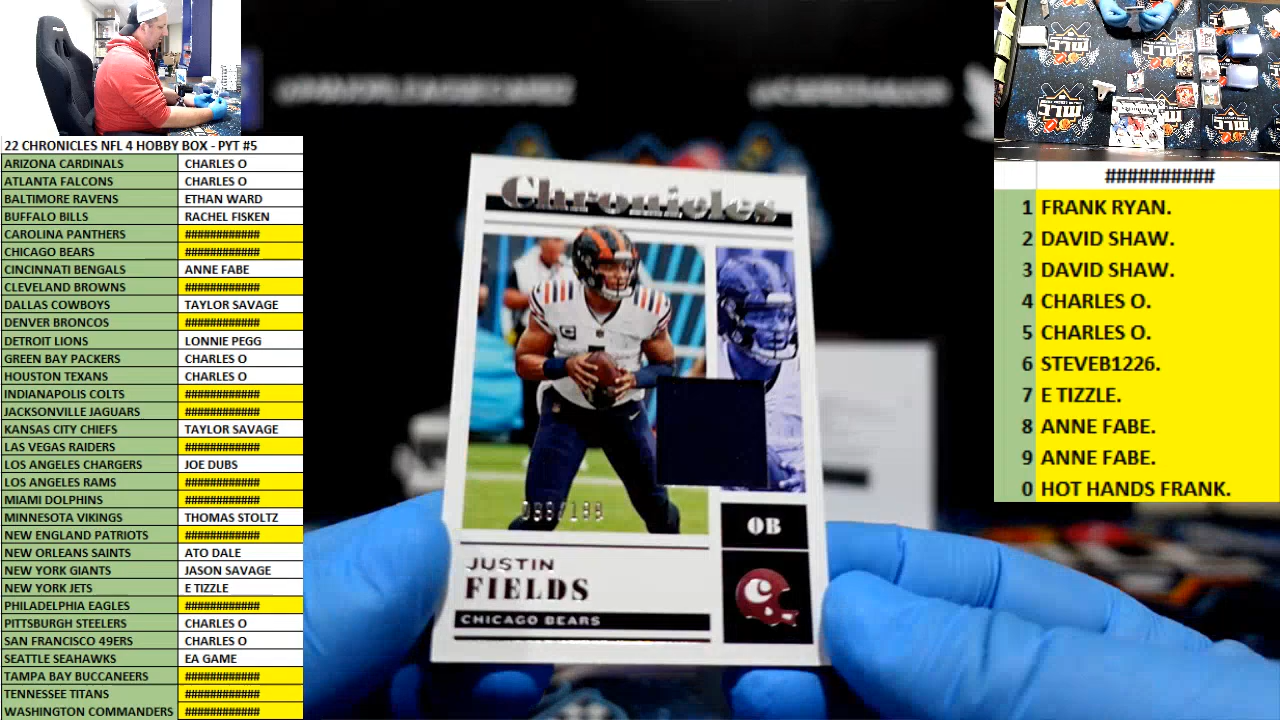 22 CHRONICLES NFL 4 HOBBY BOX - PYT #5
ARIZONA CARDINALS CHARLES O
ATLANTA FALCONS CHARLES O
BALTIMORE RAVENS ETHAN WARD
BUFFALO BILLS RACHEL FISKEN
CAROLINA PANTHERS ############
CHICAGO BEARS ############
CINCINNATI BENGALS ANNE FABE
CLEVELAND BROWNS ############
DALLAS COWBOYS TAYLOR SAVAGE
DENVER BRONCOS ############
DETROIT LIONS LONNIE PEGG
GREEN BAY PACKERS CHARLES O
HOUSTON TEXANS CHARLES O
INDIANAPOLIS COLTS ############
JACKSONVILLE JAGUARS ############
KANSAS CITY CHIEFS TAYLOR SAVAGE
LAS VEGAS RAIDERS ############
LOS ANGELES CHARGERS JOE DUBS
LOS ANGELES RAMS ############
MIAMI DOLPHINS ############
MINNESOTA VIKINGS THOMAS STOLTZ
NEW ENGLAND PATRIOTS ############
NEW ORLEANS SAINTS ATO DALE
NEW YORK GIANTS JASON SAVAGE
NEW YORK JETS E TIZZLE
PHILADELPHIA EAGLES ############
PITTSBURGH STEELERS CHARLES O
SAN FRANCISCO 49ERS CHARLES O
SEATTLE SEAHAWKS EA GAME
TAMPA BAY BUCCANEERS ############
TENNESSEE TITANS ############
WASHINGTON COMMANDERS ############
Chronicles
QB
JUSTIN
FIELDS
CHICAGO BEARS
##########
1 FRANK RYAN.
2 DAVID SHAW.
3 DAVID SHAW.
4 CHARLES O.
5 CHARLES O.
6 STEVEB1226.
7 E TIZZLE.
8 ANNE FABE.
9 ANNE FABE.
0 HOT HANDS FRANK.